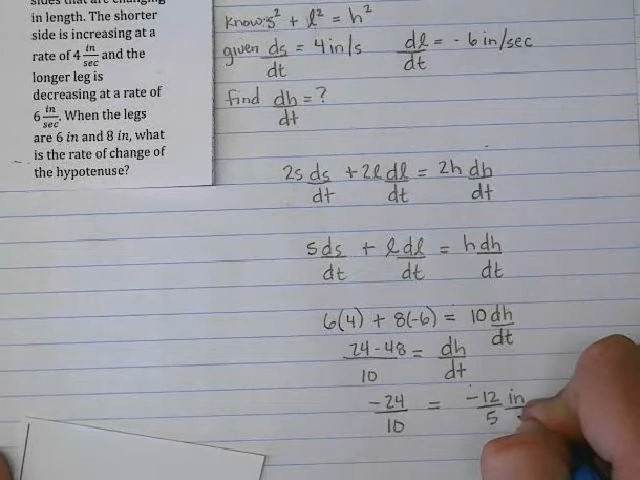 sides that are changing
in length. The shorter
side is increasing at a
rate of 4 in/sec and the
longer leg is
decreasing at a rate of
6 in/sec. When the legs
are 6 in and 8 in, what
is the rate of change of
the hypotenuse?
know: s² + l² = h²
given ds/dt = 4 in/s dl/dt = -6 in/sec
find dh/dt = ?
2s ds/dt + 2l dl/dt = 2h dh/dt
s ds/dt + l dl/dt = h dh/dt
6(4) + 8(-6) = 10 dh/dt
24-48/10 = dh/dt
-24/10 = -12/5 in